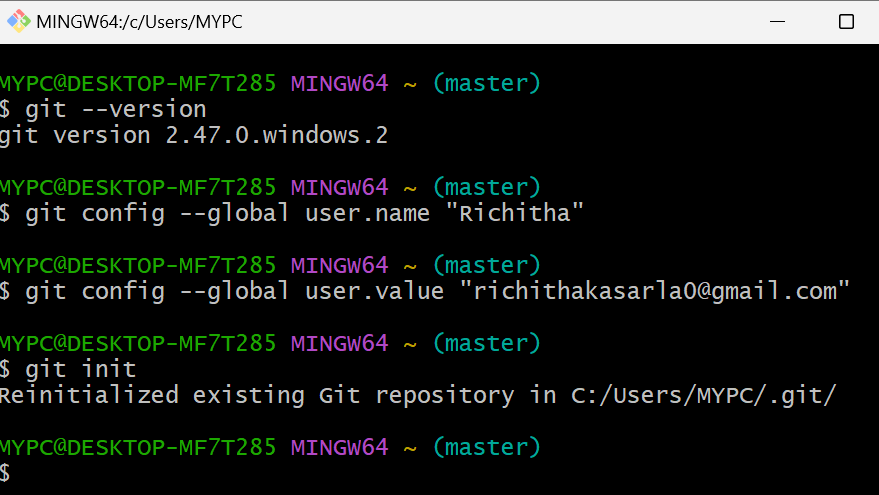 MINGW64:/c/Users/MYPC
MYPC@DESKTOP-MF7T285 MINGW64 ~ (master)
$ git --version
git version 2.47.0.windows.2
MYPC@DESKTOP-MF7T285 MINGW64 ~ (master)
$ git config --global user.name "Richitha"
MYPC@DESKTOP-MF7T285 MINGW64 ~ (master)
$ git config --global user.value "richithakasarla0@gmail.com"
MYPC@DESKTOP-MF7T285 MINGW64 ~ (master)
$ git init
Reinitialized existing Git repository in C:/Users/MYPC/.git/
MYPC@DESKTOP-MF7T285 MINGW64 ~ (master)
$